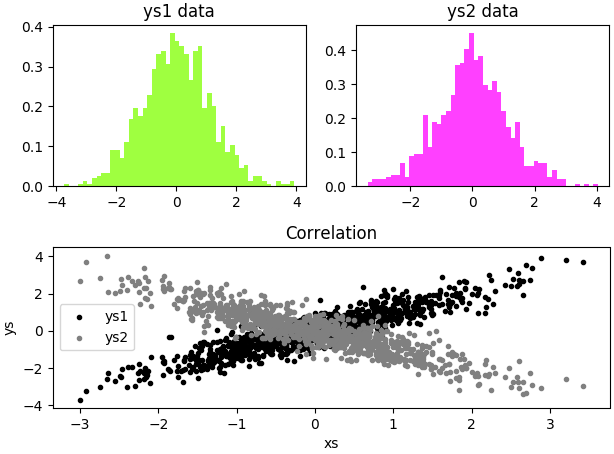 ys1 data
ys2 data
0.4
0.3
0.2
0.1
0.0
−4 −2 0 2 4
0.4
0.3
0.2
0.1
0.0
−2 0 2 4
Correlation
ys
4
2
0
−2
−4
ys1
ys2
−3 −2 −1 0 1 2 3
xs